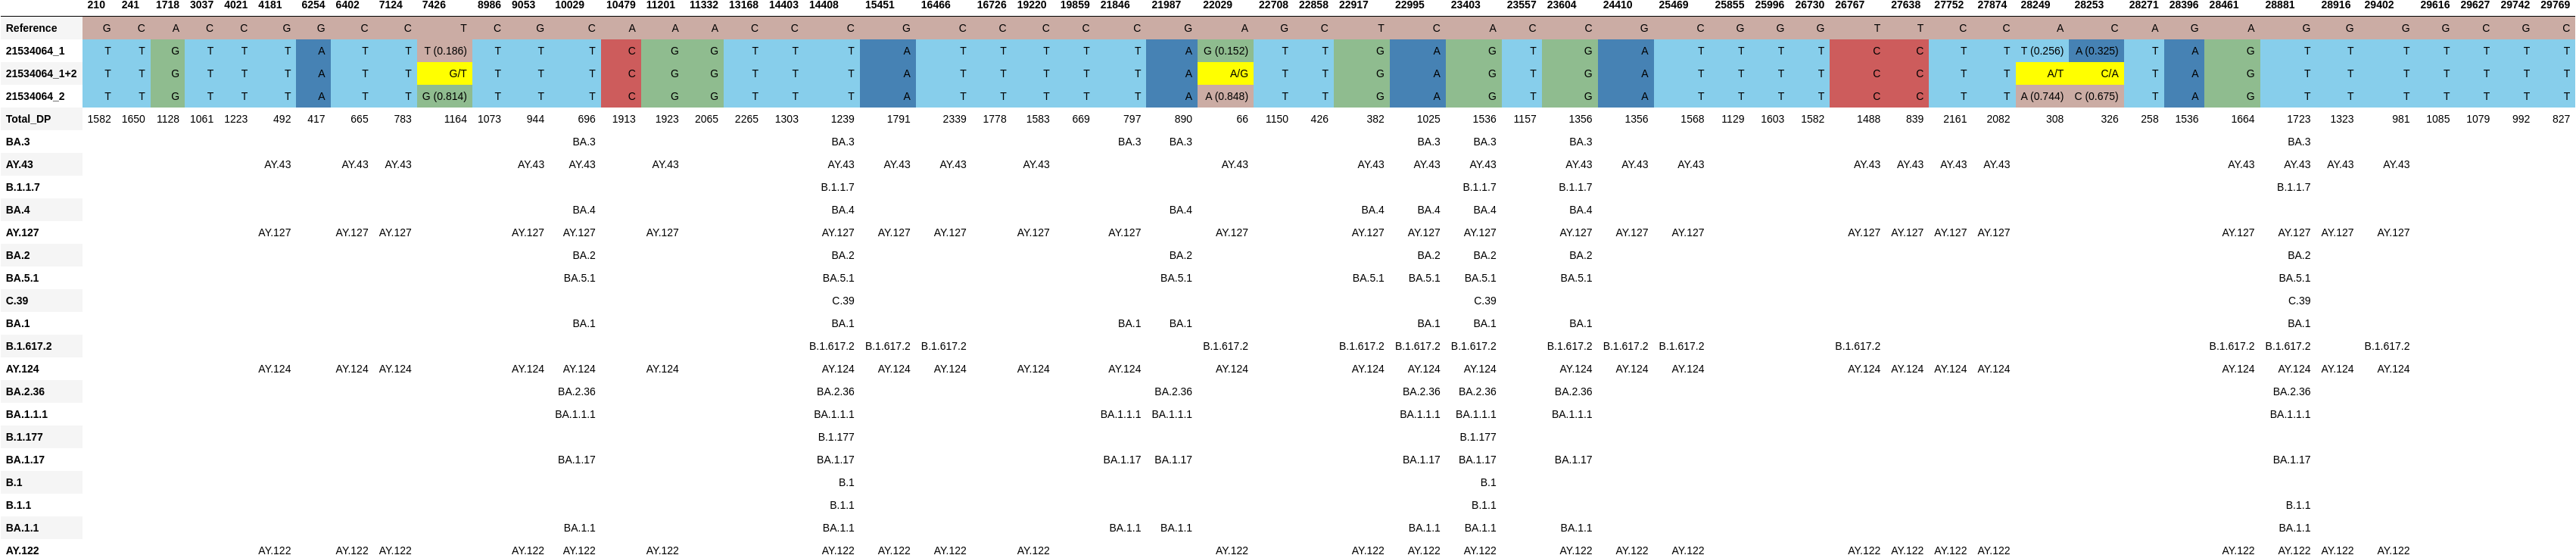 210 241 1718 3037 4021 4181 6254 6402 7124 7426 8986 9053 10029 10479 11201 11332 13168 14403 14408 15451 16466 16726 19220 19859 21846 21987 22029 22708 22858 22917 22995 23403 23557 23604 24410 25469 25855 25996 26730 26767 27638 27752 27874 28249 28253 28271 28396 28461 28881 28916 29402 29616 29627 29742 29769
Reference G C A C C G G C C T C G C A A A C C C G C C C C C G A G C T C A C C G C G G G T T C C A C C A G A G G G G C G C
21534064_1 T T G T T T A T T T (0.186) T T T C G G T T T A T T T T T A G (0.152) T T G A G T G A T T T T C C T T T (0.256) A (0.325) T A G T T T T T T T
21534064_1+2 T T G T T T A T T G/T T T T C G G T T T A T T T T T A A/G T T G A G T G A T T T T C C T T A/T C/A T A G T T T T T T T
21534064_2 T T G T T T A T T G (0.814) T T T C G G T T T A T T T T T A A (0.848) T T G A G T G A T T T T C C T T A (0.744) C (0.675) T A G T T T T T T T
Total_DP 1582 1650 1128 1061 1223 492 417 665 783 1164 1073 944 696 1913 1923 2065 2265 1303 1239 1791 2339 1778 1583 669 797 890 66 1150 426 382 1025 1536 1157 1356 1356 1568 1129 1603 1582 1488 839 2161 2082 308 326 258 1536 1664 1723 1323 981 1085 1079 992 827
BA.3 BA.3 BA.3 BA.3 BA.3 BA.3 BA.3 BA.3 BA.3
AY.43 AY.43 AY.43 AY.43 AY.43 AY.43 AY.43 AY.43 AY.43 AY.43 AY.43 AY.43 AY.43 AY.43 AY.43 AY.43 AY.43 AY.43 AY.43 AY.43 AY.43 AY.43 AY.43 AY.43 AY.43 AY.43
B.1.1.7 B.1.1.7 B.1.1.7 B.1.1.7 B.1.1.7
BA.4 BA.4 BA.4 BA.4 BA.4 BA.4 BA.4 BA.4
AY.127 AY.127 AY.127 AY.127 AY.127 AY.127 AY.127 AY.127 AY.127 AY.127 AY.127 AY.127 AY.127 AY.127 AY.127 AY.127 AY.127 AY.127 AY.127 AY.127 AY.127 AY.127 AY.127 AY.127 AY.127 AY.127 AY.127
BA.2 BA.2 BA.2 BA.2 BA.2 BA.2 BA.2 BA.2
BA.5.1 BA.5.1 BA.5.1 BA.5.1 BA.5.1 BA.5.1 BA.5.1 BA.5.1 BA.5.1
C.39 C.39 C.39 C.39
BA.1 BA.1 BA.1 BA.1 BA.1 BA.1 BA.1 BA.1 BA.1
B.1.617.2 B.1.617.2 B.1.617.2 B.1.617.2 B.1.617.2 B.1.617.2 B.1.617.2 B.1.617.2 B.1.617.2 B.1.617.2 B.1.617.2 B.1.617.2 B.1.617.2 B.1.617.2 B.1.617.2
AY.124 AY.124 AY.124 AY.124 AY.124 AY.124 AY.124 AY.124 AY.124 AY.124 AY.124 AY.124 AY.124 AY.124 AY.124 AY.124 AY.124 AY.124 AY.124 AY.124 AY.124 AY.124 AY.124 AY.124 AY.124 AY.124 AY.124
BA.2.36 BA.2.36 BA.2.36 BA.2.36 BA.2.36 BA.2.36 BA.2.36 BA.2.36
BA.1.1.1 BA.1.1.1 BA.1.1.1 BA.1.1.1 BA.1.1.1 BA.1.1.1 BA.1.1.1 BA.1.1.1 BA.1.1.1
B.1.177 B.1.177 B.1.177
BA.1.17 BA.1.17 BA.1.17 BA.1.17 BA.1.17 BA.1.17 BA.1.17 BA.1.17 BA.1.17
B.1 B.1 B.1
B.1.1 B.1.1 B.1.1 B.1.1
BA.1.1 BA.1.1 BA.1.1 BA.1.1 BA.1.1 BA.1.1 BA.1.1 BA.1.1 BA.1.1
AY.122 AY.122 AY.122 AY.122 AY.122 AY.122 AY.122 AY.122 AY.122 AY.122 AY.122 AY.122 AY.122 AY.122 AY.122 AY.122 AY.122 AY.122 AY.122 AY.122 AY.122 AY.122 AY.122 AY.122 AY.122 AY.122